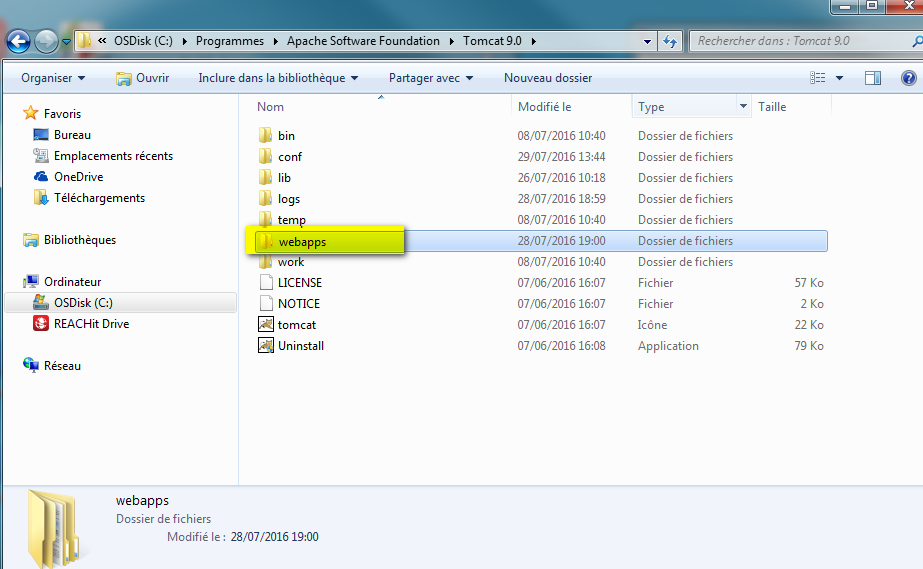 « OSDisk (C:) ▸ Programmes ▸ Apache Software Foundation ▸ Tomcat 9.0 ▸
Rechercher dans : Tomcat 9.0
Organiser Ouvrir Inclure dans la bibliothèque Partager avec Nouveau dossier
Favoris
Bureau
Emplacements récents
OneDrive
Téléchargements
Bibliothèques
Ordinateur
OSDisk (C:)
REACHit Drive
Réseau
Nom Modifié le Type Taille
bin 08/07/2016 10:40 Dossier de fichiers
conf 29/07/2016 13:44 Dossier de fichiers
lib 26/07/2016 10:18 Dossier de fichiers
logs 28/07/2016 18:59 Dossier de fichiers
temp 08/07/2016 10:40 Dossier de fichiers
webapps 28/07/2016 19:00 Dossier de fichiers
work 08/07/2016 10:40 Dossier de fichiers
LICENSE 07/06/2016 16:07 Fichier 57 Ko
NOTICE 07/06/2016 16:07 Fichier 2 Ko
tomcat 07/06/2016 16:07 Icône 22 Ko
Uninstall 07/06/2016 16:08 Application 79 Ko
webapps
Dossier de fichiers
Modifié le : 28/07/2016 19:00